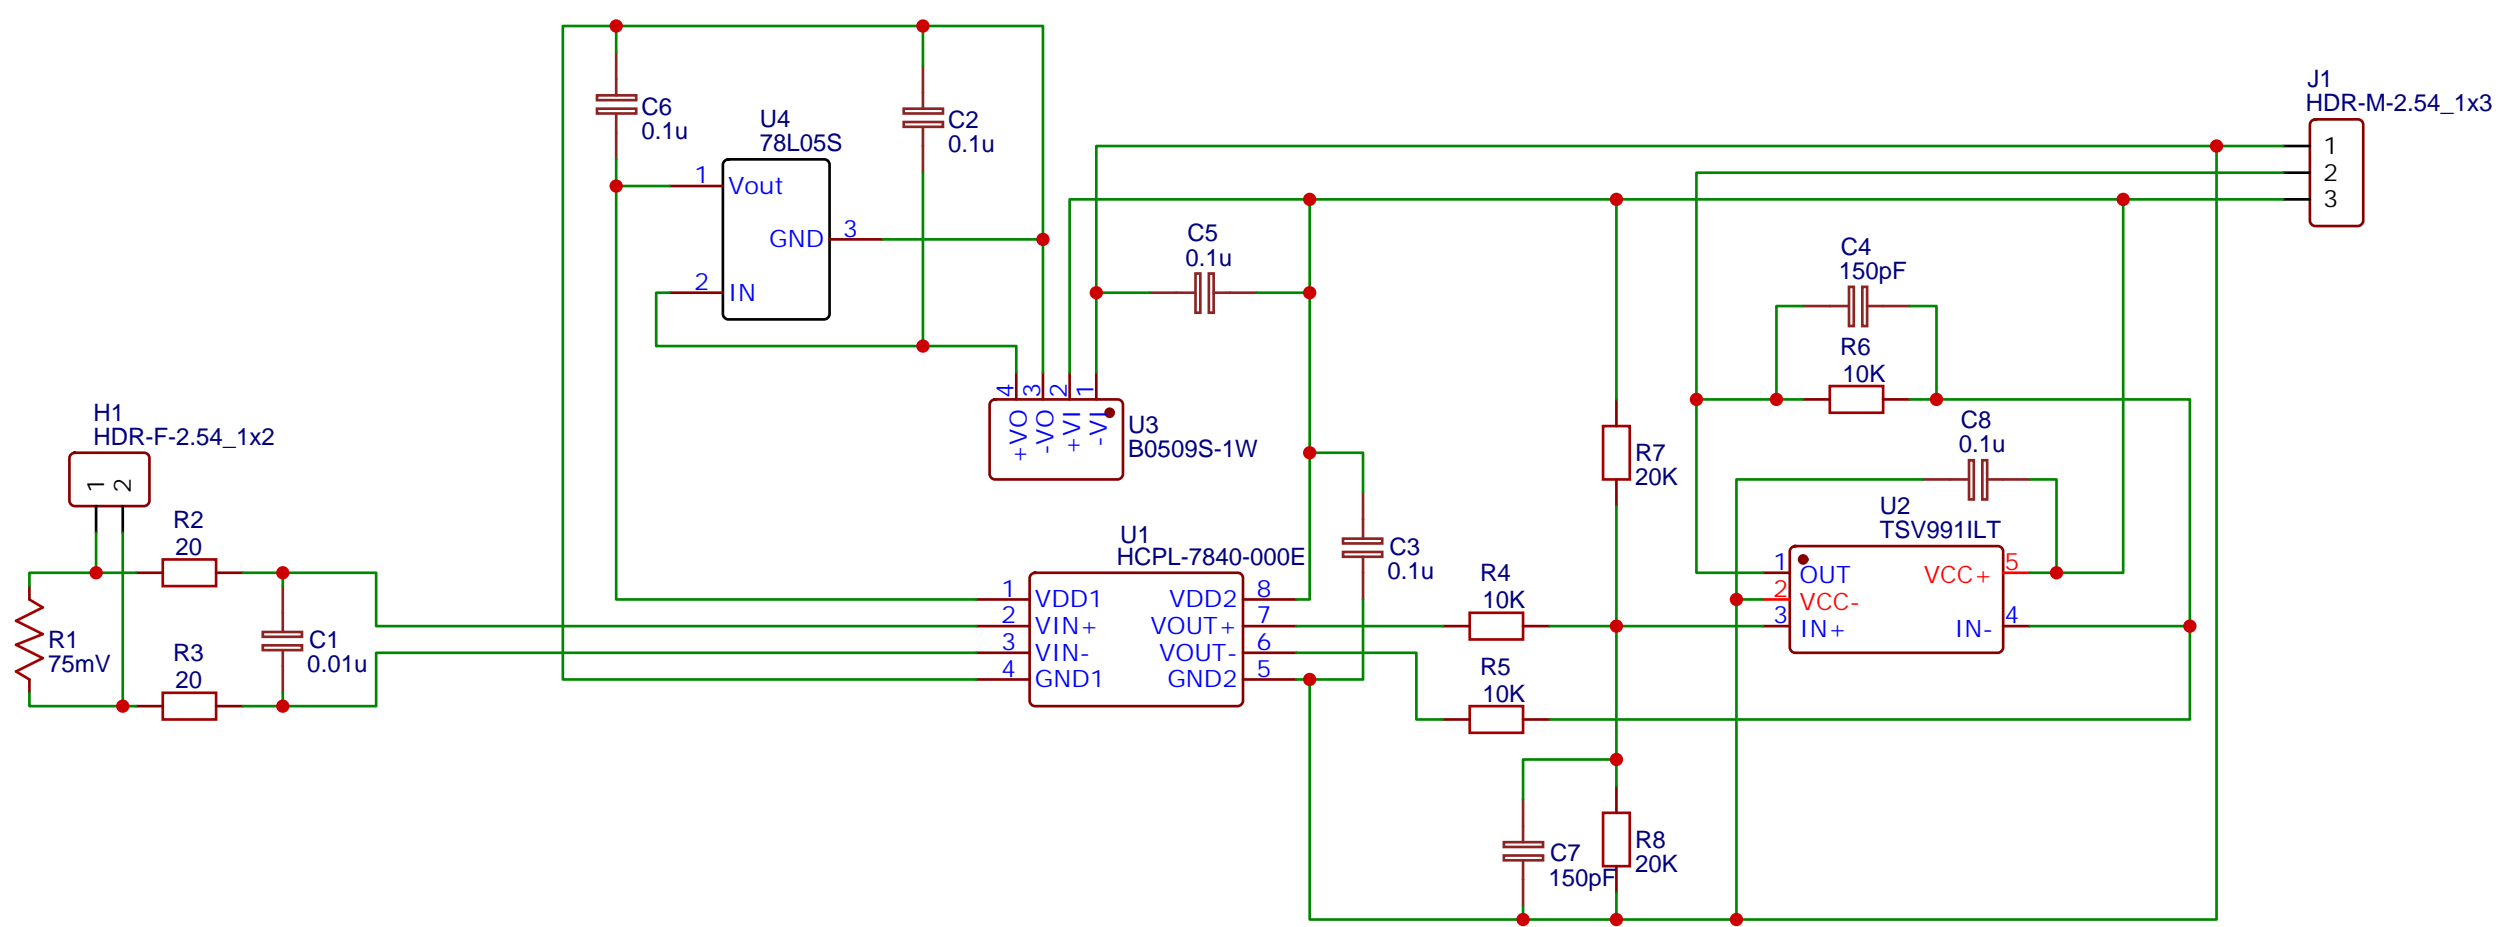 J1
HDR-M-2.54_1x3
1
2
3
C6
0.1u
C2
0.1u
U4
78L05S
1 Vout
GND 3
2 IN
C5
0.1u
C4
150pF
R6
10K
4 3 2 1
+VO -VO +VI -VI
U3
B0509S-1W
H1
HDR-F-2.54_1x2
1 2
R7
20K
C8
0.1u
R2
20
R1
75mV
C1
0.01u
R3
20
U1
HCPL-7840-000E
1 VDD1 VDD2 8
2 VIN+ VOUT+ 7
3 VIN- VOUT- 6
4 GND1 GND2 5
C3
0.1u
R4
10K
R5
10K
U2
TSV991ILT
1 OUT VCC+ 5
2 VCC-
3 IN+ IN- 4
C7
150pF
R8
20K